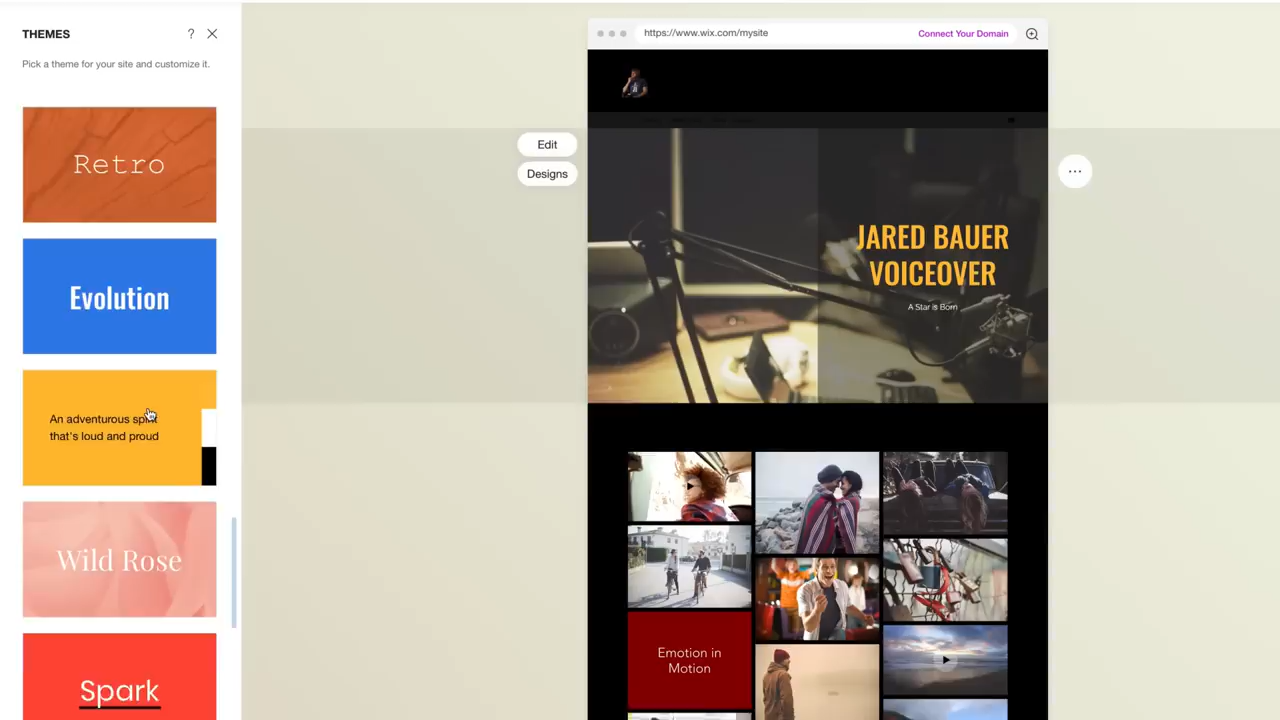 THEMES
?
Pick a theme for your site and customize it.
Retro
Evolution
An adventurous spirit
that's loud and proud
Wild Rose
Spark
https://www.wix.com/mysite
Connect Your Domain
Edit
Designs
JARED BAUER
VOICEOVER
A Star is Born
Emotion in
Motion